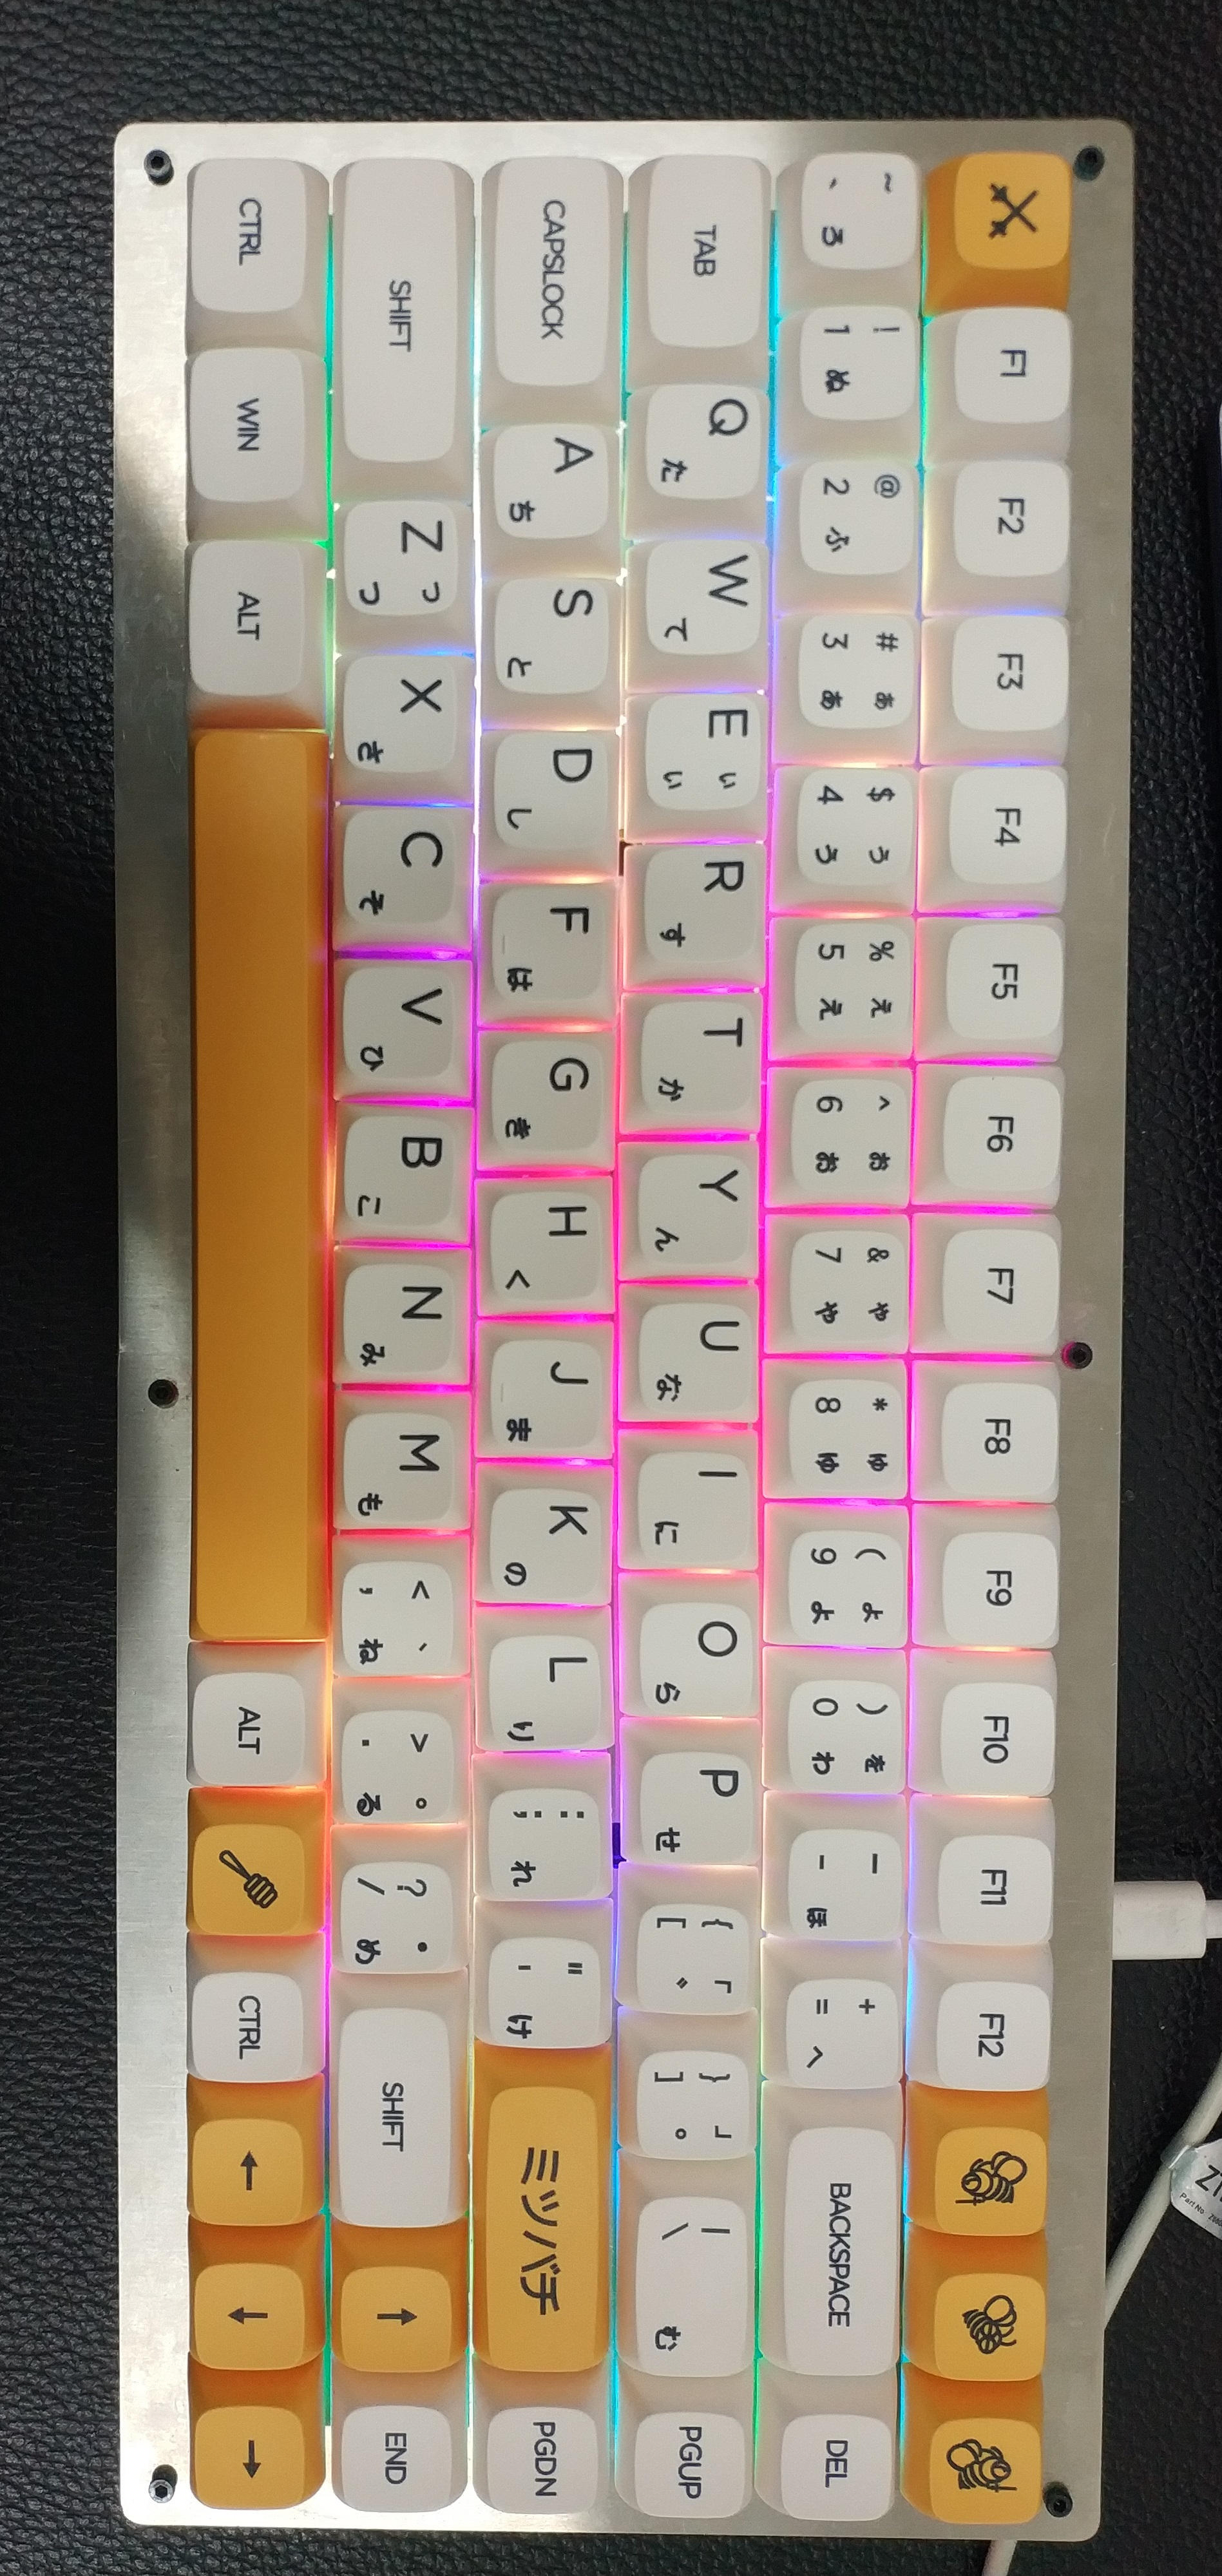 ZT
Part No
F1 F2 F3 F4 F5 F6 F7 F8 F9 F10 F11 F12
~ ! @ # ぁ $ ぅ % ぇ ^ ぉ & ゃ * ゅ ( ょ ) を — +
、 ろ 1 ぬ 2 ふ 3 あ 4 う 5 え 6 お 7 や 8 ゆ 9 よ 0 わ - ほ = へ BACKSPACE DEL
TAB Q W E ぃ R T Y U I O P { 「 } 」 | PGUP
た て い す か ん な に ら せ [ ゛ ] ゜ \ む
CAPSLOCK A S D F G H J K L : " ミツバチ PGDN
ち と し _ は き く _ ま の り ; れ ' け
SHIFT Z っ X C V B N M < 、 > 。 ? ・ SHIFT ↑ END
つ さ そ ひ こ み も , ね . る / め
CTRL WIN ALT ALT CTRL ← ↓ →